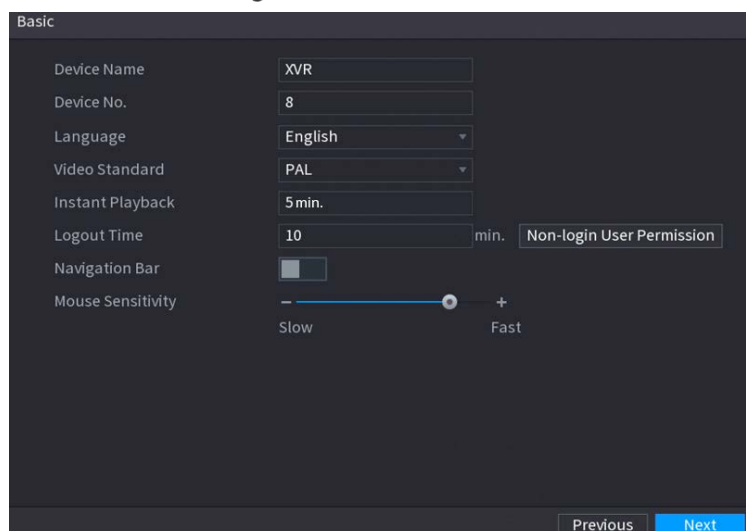 Basic
Device Name XVR
Device No. 8
Language English
Video Standard PAL
Instant Playback 5 min.
Logout Time 10 min. Non-login User Permission
Navigation Bar
Mouse Sensitivity - +
Slow Fast
Previous Next